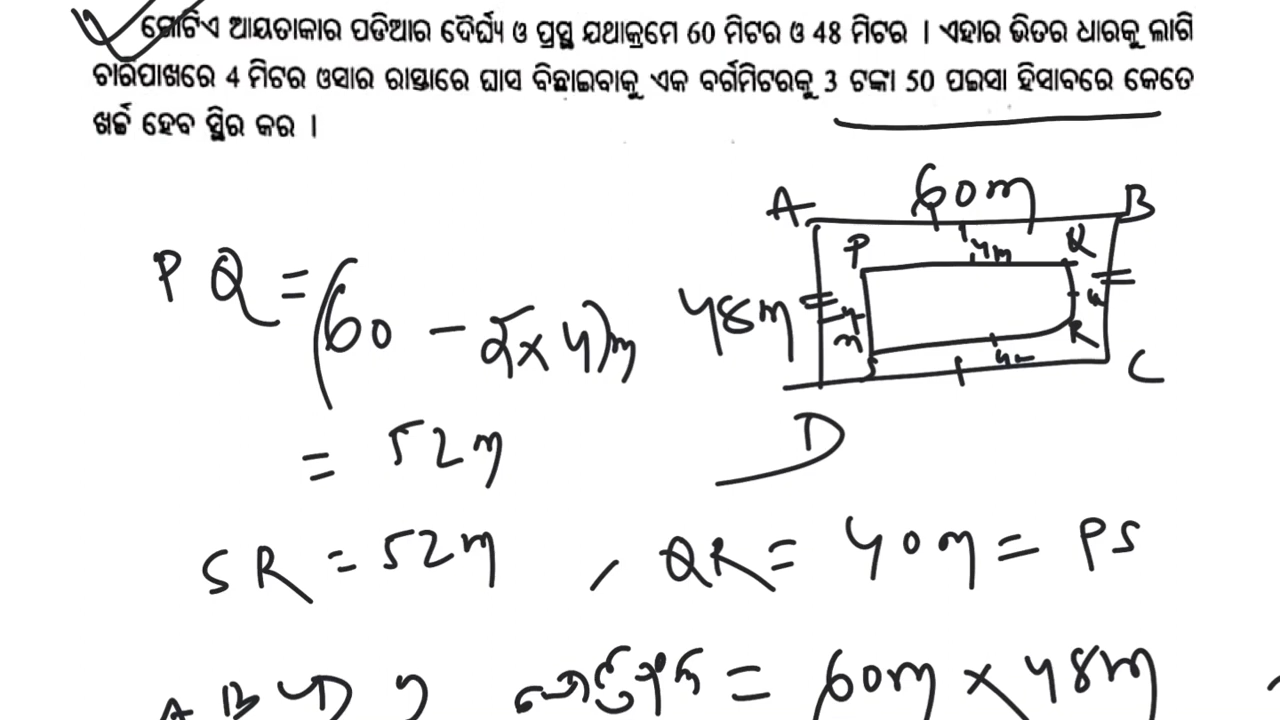 ଗୋଟିଏ ଆୟତାକାର ପଡିଆର ଦୈର୍ଘ୍ୟ ଓ ପ୍ରସ୍ଥ ଯଥାକ୍ରମେ 60 ମିଟର ଓ 48 ମିଟର । ଏହାର ଭିତର ଧାରକୁ ଲାଗି
ଚାରିପାଖରେ 4 ମିଟର ଓସାର ରାସ୍ତାରେ ଘାସ ବିଛାଇବାକୁ ଏକ ବର୍ଗମିଟରକୁ 3 ଟଙ୍କା 50 ପଇସା ହିସାବରେ କେତେ
ଖର୍ଚ୍ଚ ହେବ ସ୍ଥିର କର ।
A 60m B
P 4m Q
48m 4m 4
S 4m R
D C
PQ = (60 - 2x4)m
= 52m
SR = 52m , QR = 40m = PS
= 60m x 48m